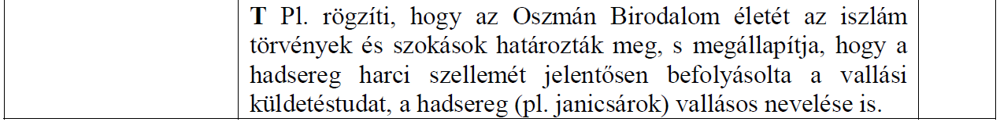 T Pl. rögzíti, hogy az Oszmán Birodalom életét az iszlám
törvények és szokások határozták meg, s megállapítja, hogy a
hadsereg harci szellemét jelentősen befolyásolta a vallási
küldetéstudat, a hadsereg (pl. janicsárok) vallásos nevelése is.